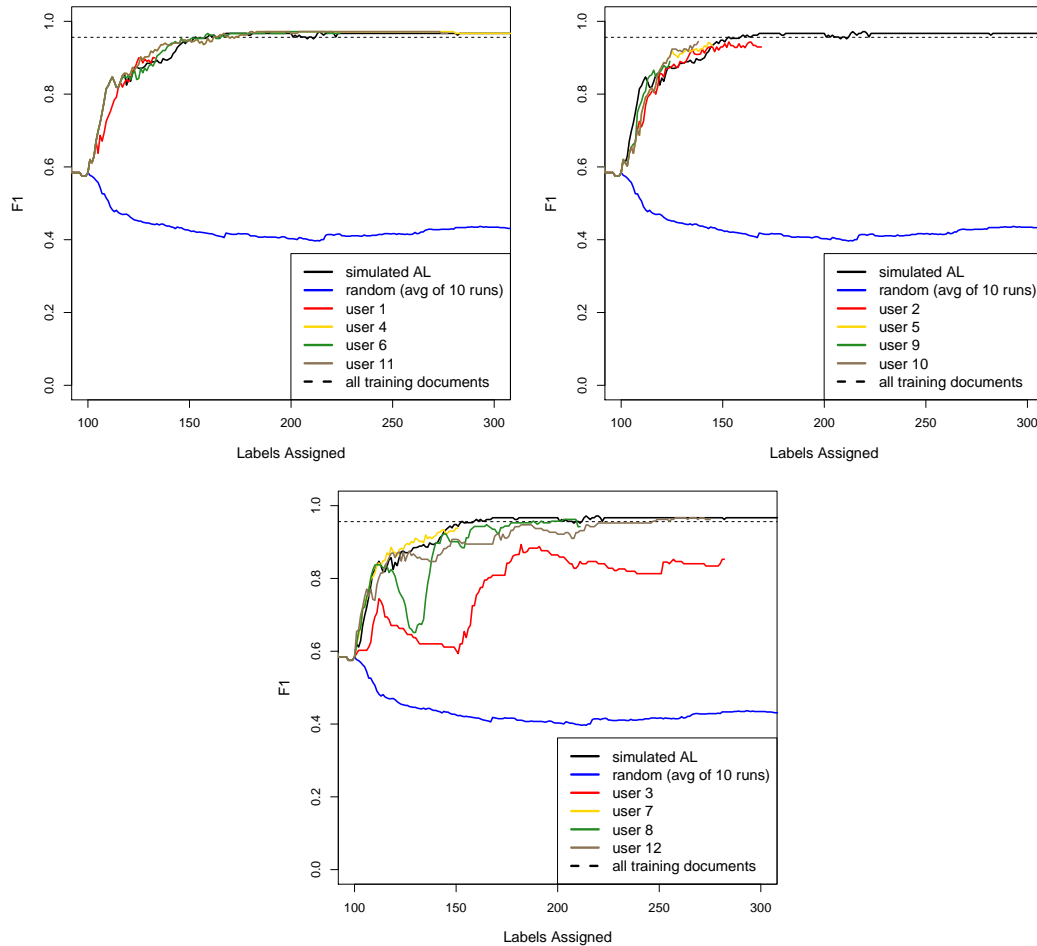 1.0
0.8
0.6
0.4
0.2
0.0
F1
100 150 200 250 300
Labels Assigned
simulated AL
random (avg of 10 runs)
user 1
user 4
user 6
user 11
all training documents
1.0
0.8
0.6
0.4
0.2
0.0
F1
100 150 200 250 300
Labels Assigned
simulated AL
random (avg of 10 runs)
user 2
user 5
user 9
user 10
all training documents
1.0
0.8
0.6
0.4
0.2
0.0
F1
100 150 200 250 300
Labels Assigned
simulated AL
random (avg of 10 runs)
user 3
user 7
user 8
user 12
all training documents